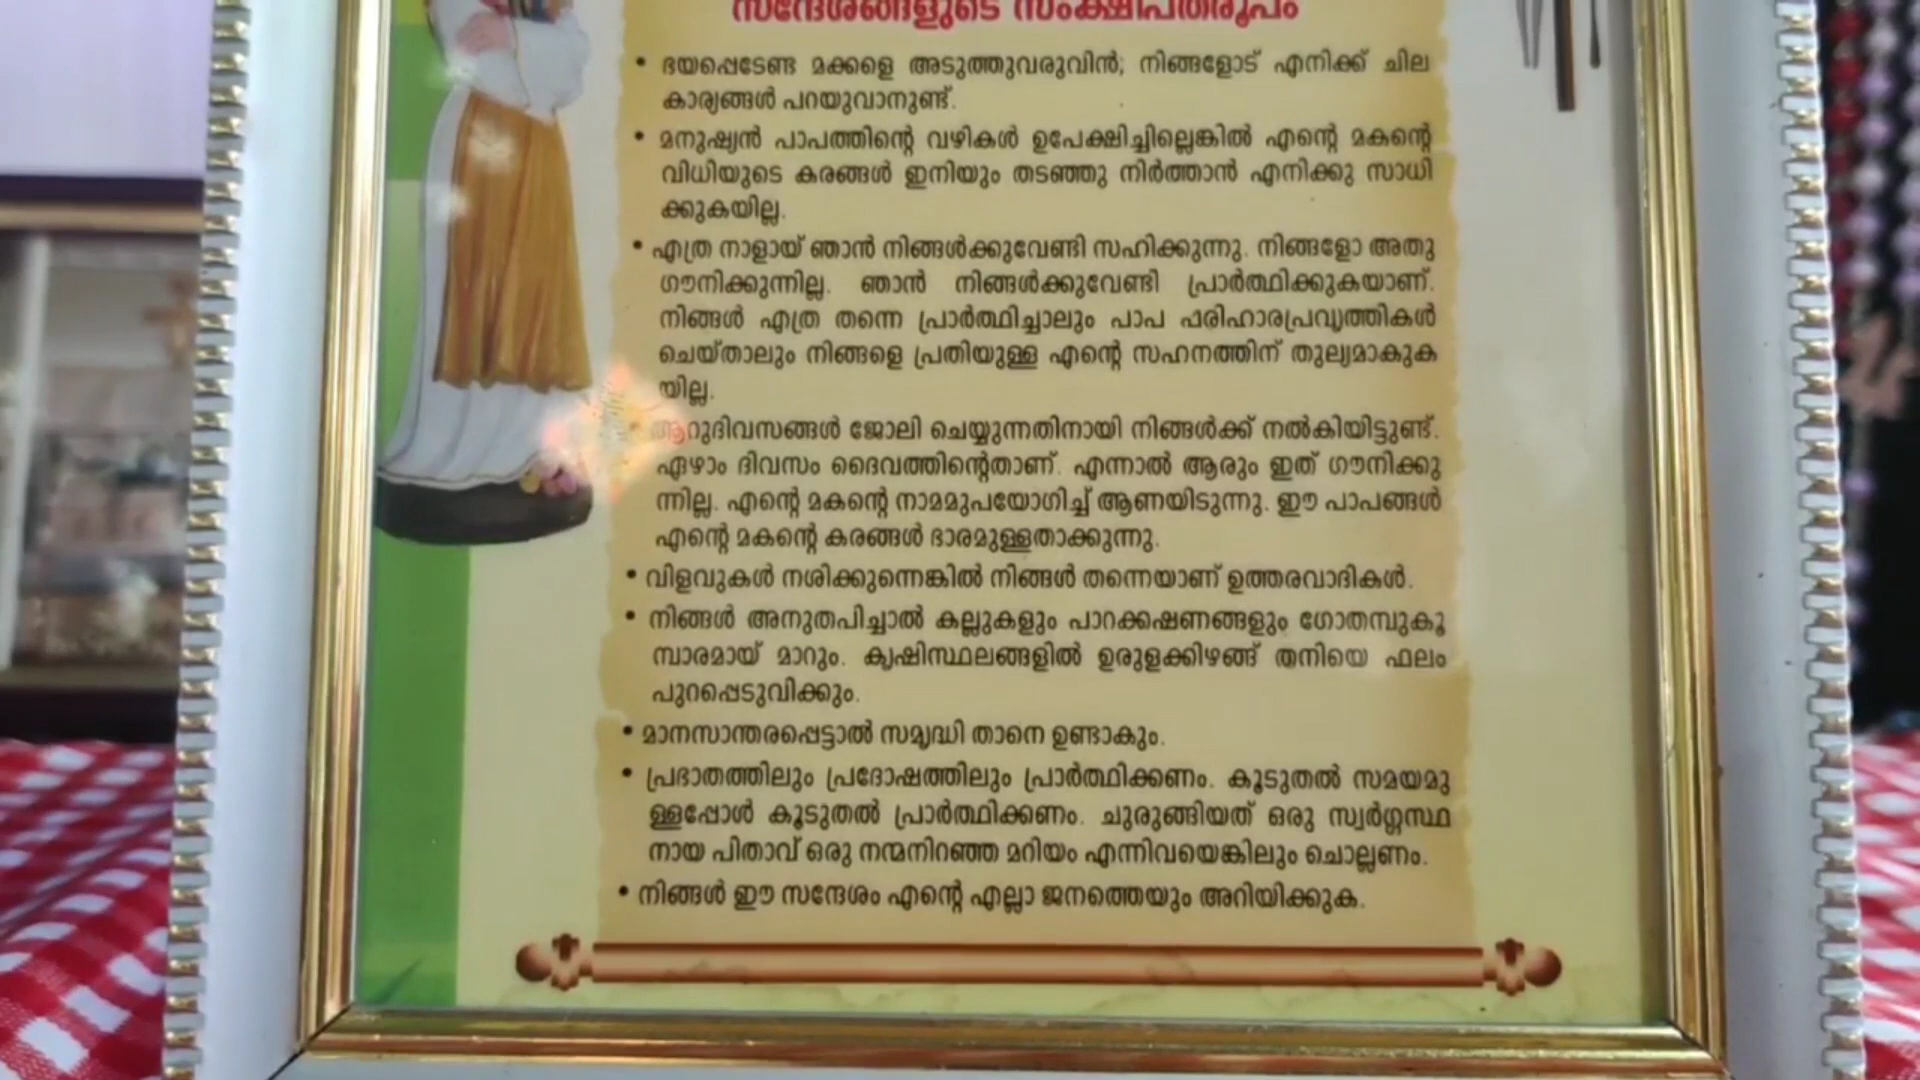 സന്ദേശങ്ങളുടെ സംക്ഷിപ്തരൂപം
• ഭയപ്പെടേണ്ട മക്കളെ അടുത്തുവരുവിൻ; നിങ്ങളോട് എനിക്ക് ചില
കാര്യങ്ങൾ പറയുവാനുണ്ട്.
• മനുഷ്യൻ പാപത്തിന്റെ വഴികൾ ഉപേക്ഷിച്ചില്ലെങ്കിൽ എന്റെ മകന്റെ
വിധിയുടെ കരങ്ങൾ ഇനിയും തടഞ്ഞു നിർത്താൻ എനിക്കു സാധി
ക്കുകയില്ല.
• എത്ര നാളായ് ഞാൻ നിങ്ങൾക്കുവേണ്ടി സഹിക്കുന്നു. നിങ്ങളോ അതു
ഗൗനിക്കുന്നില്ല. ഞാൻ നിങ്ങൾക്കുവേണ്ടി പ്രാർത്ഥിക്കുകയാണ്.
നിങ്ങൾ എത്ര തന്നെ പ്രാർത്ഥിച്ചാലും പാപ പരിഹാരപ്രവൃത്തികൾ
ചെയ്താലും നിങ്ങളെ പ്രതിയുള്ള എന്റെ സഹനത്തിന് തുല്യമാകുക
യില്ല.
ആറുദിവസങ്ങൾ ജോലി ചെയ്യുന്നതിനായി നിങ്ങൾക്ക് നൽകിയിട്ടുണ്ട്.
ഏഴാം ദിവസം ദൈവത്തിന്റെതാണ്. എന്നാൽ ആരും ഇത് ഗൗനിക്കു
ന്നില്ല. എന്റെ മകന്റെ നാമമുപയോഗിച്ച് ആണയിടുന്നു. ഈ പാപങ്ങൾ
എന്റെ മകന്റെ കരങ്ങൾ ഭാരമുള്ളതാക്കുന്നു.
• വിളവുകൾ നശിക്കുന്നെങ്കിൽ നിങ്ങൾ തന്നെയാണ് ഉത്തരവാദികൾ.
• നിങ്ങൾ അനുതപിച്ചാൽ കല്ലുകളും പാറക്കഷണങ്ങളും ഗോതമ്പുകൂ
മ്പാരമായ് മാറും. കൃഷിസ്ഥലങ്ങളിൽ ഉരുളക്കിഴങ്ങ് തനിയെ ഫലം
പുറപ്പെടുവിക്കും.
• മാനസാന്തരപ്പെട്ടാൽ സമൃദ്ധി താനെ ഉണ്ടാകും.
• പ്രഭാതത്തിലും പ്രദോഷത്തിലും പ്രാർത്ഥിക്കണം. കൂടുതൽ സമയമു
ള്ളപ്പോൾ കൂടുതൽ പ്രാർത്ഥിക്കണം. ചുരുങ്ങിയത് ഒരു സ്വർഗ്ഗസ്ഥ
നായ പിതാവ് ഒരു നന്മനിറഞ്ഞ മറിയം എന്നിവയെങ്കിലും ചൊല്ലണം.
• നിങ്ങൾ ഈ സന്ദേശം എന്റെ എല്ലാ ജനത്തെയും അറിയിക്കുക.